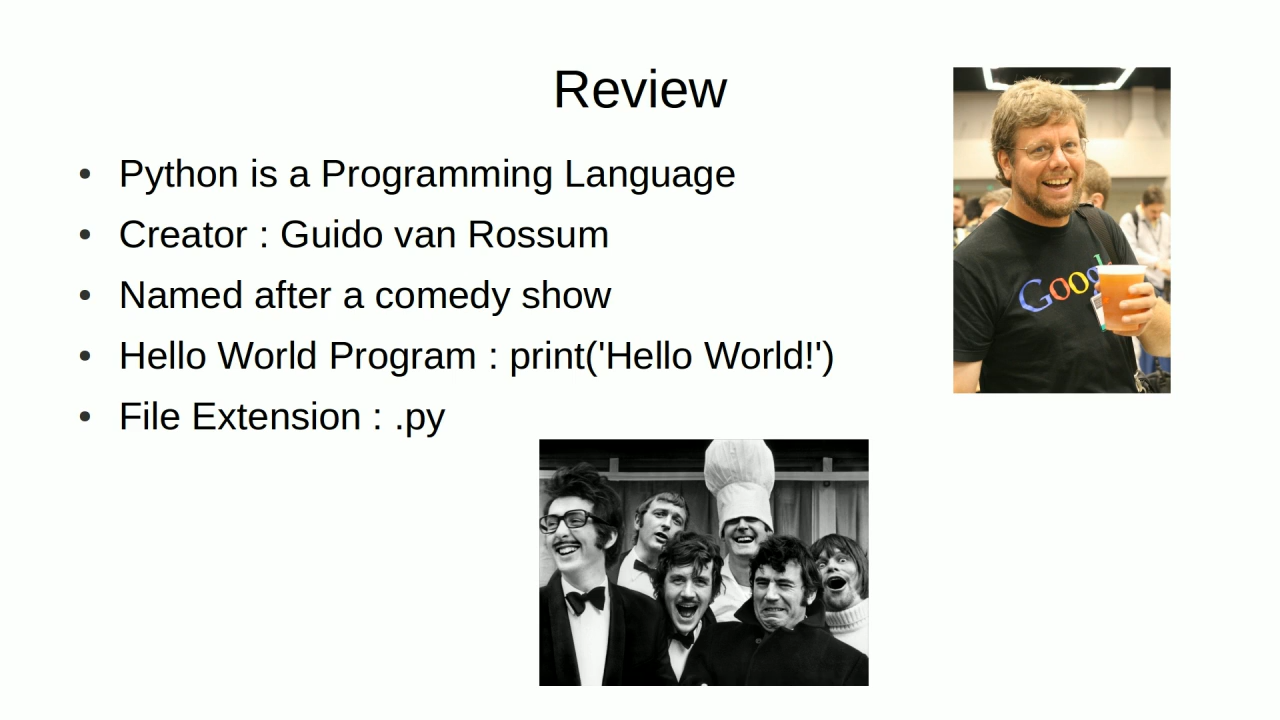 Review
• Python is a Programming Language
• Creator : Guido van Rossum
• Named after a comedy show
• Hello World Program : print('Hello World!')
• File Extension : .py